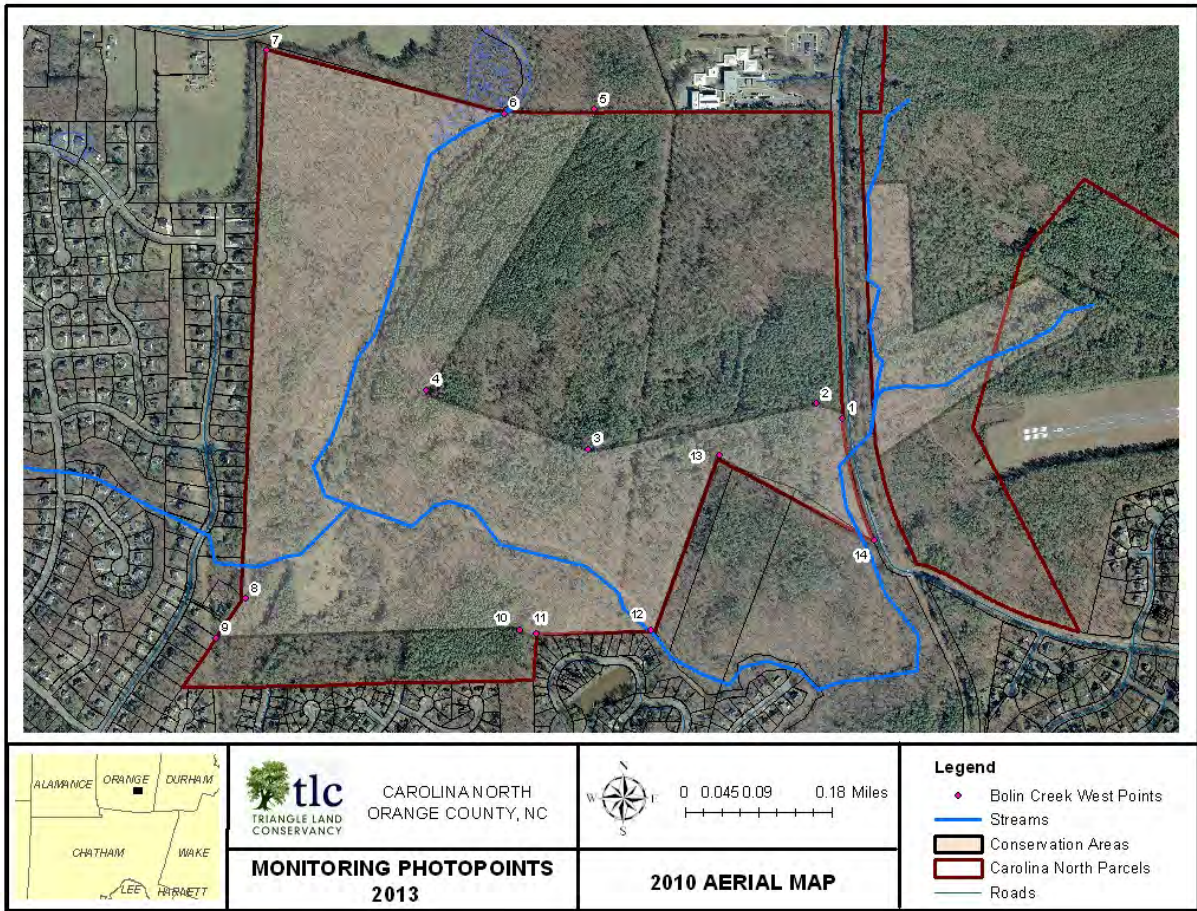 7
6
5
4
2
1
3
13
14
8
12
10
11
9
ALAMANCE
ORANGE
DURHAM
CHATHAM
WAKE
LEE
HARNETT
tlc
TRIANGLE LAND
CONSERVANCY
CAROLINA NORTH
ORANGE COUNTY, NC
MONITORING PHOTOPOINTS
2013
N
W
E
S
0 0.045 0.09 0.18 Miles
2010 AERIAL MAP
Legend
Bolin Creek West Points
Streams
Conservation Areas
Carolina North Parcels
Roads